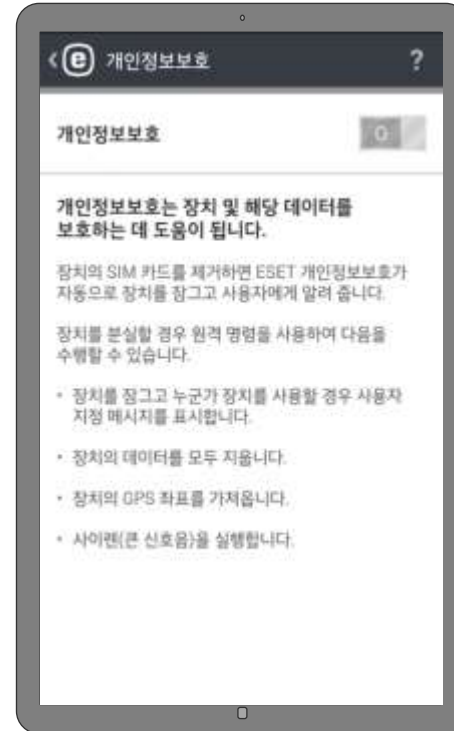 ‹ e 개인정보보호 ?
개인정보보호
개인정보보호는 장치 및 해당 데이터를
보호하는 데 도움이 됩니다.
장치의 SIM 카드를 제거하면 ESET 개인정보보호가
자동으로 장치를 잠그고 사용자에게 알려 줍니다.
장치를 분실할 경우 원격 명령을 사용하여 다음을
수행할 수 있습니다.
• 장치를 잠그고 누군가 장치를 사용할 경우 사용자
지정 메시지를 표시합니다.
• 장치의 데이터를 모두 지웁니다.
• 장치의 GPS 좌표를 가져옵니다.
• 사이렌(큰 신호음)을 실행합니다.